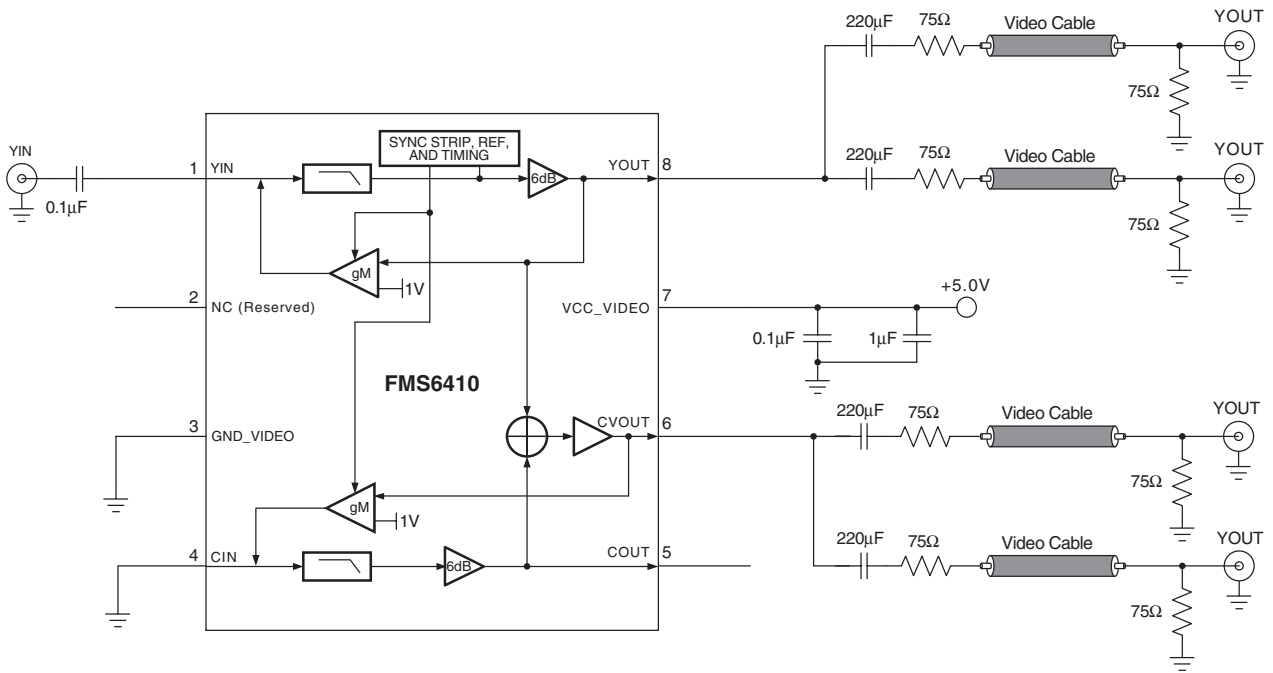 220μF 75Ω Video Cable YOUT
75Ω
YIN
0.1μF
1 YIN
SYNC STRIP, REF,
AND TIMING
6dB
YOUT 8
220μF 75Ω Video Cable YOUT
75Ω
gM
1V
2 NC (Reserved)
VCC_VIDEO 7
+5.0V
0.1μF 1μF
FMS6410
3 GND_VIDEO
CVOUT 6
220μF 75Ω Video Cable YOUT
75Ω
gM
1V
4 CIN
6dB
COUT 5
220μF 75Ω Video Cable YOUT
75Ω